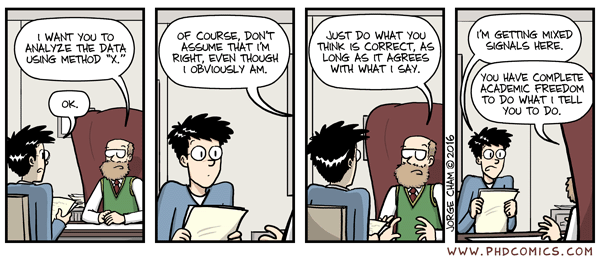 I WANT YOU TO
ANALYZE THE DATA
USING METHOD "X."
OK.
OF COURSE, DON'T
ASSUME THAT I'M
RIGHT, EVEN THOUGH
I OBVIOUSLY AM.
JUST DO WHAT YOU
THINK IS CORRECT, AS
LONG AS IT AGREES
WITH WHAT I SAY.
I'M GETTING MIXED
SIGNALS HERE.
YOU HAVE COMPLETE
ACADEMIC FREEDOM
TO DO WHAT I TELL
YOU TO DO.
JORGE CHAM © 2016
WWW.PHDCOMICS.COM